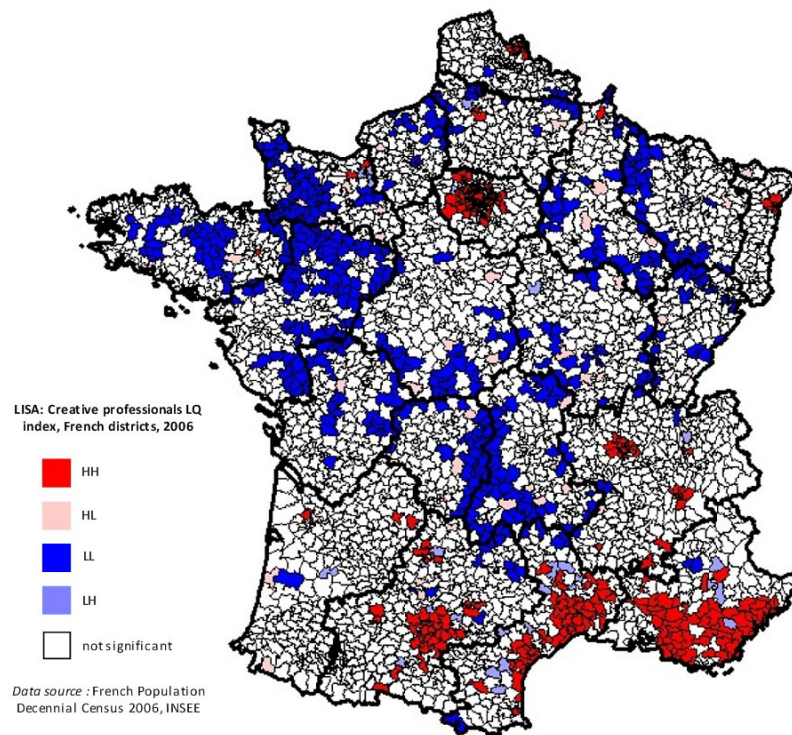 LISA: Creative professionals LQ
index, French districts, 2006
HH
HL
LL
LH
not significant
Data source : French Population
Decennial Census 2006, INSEE